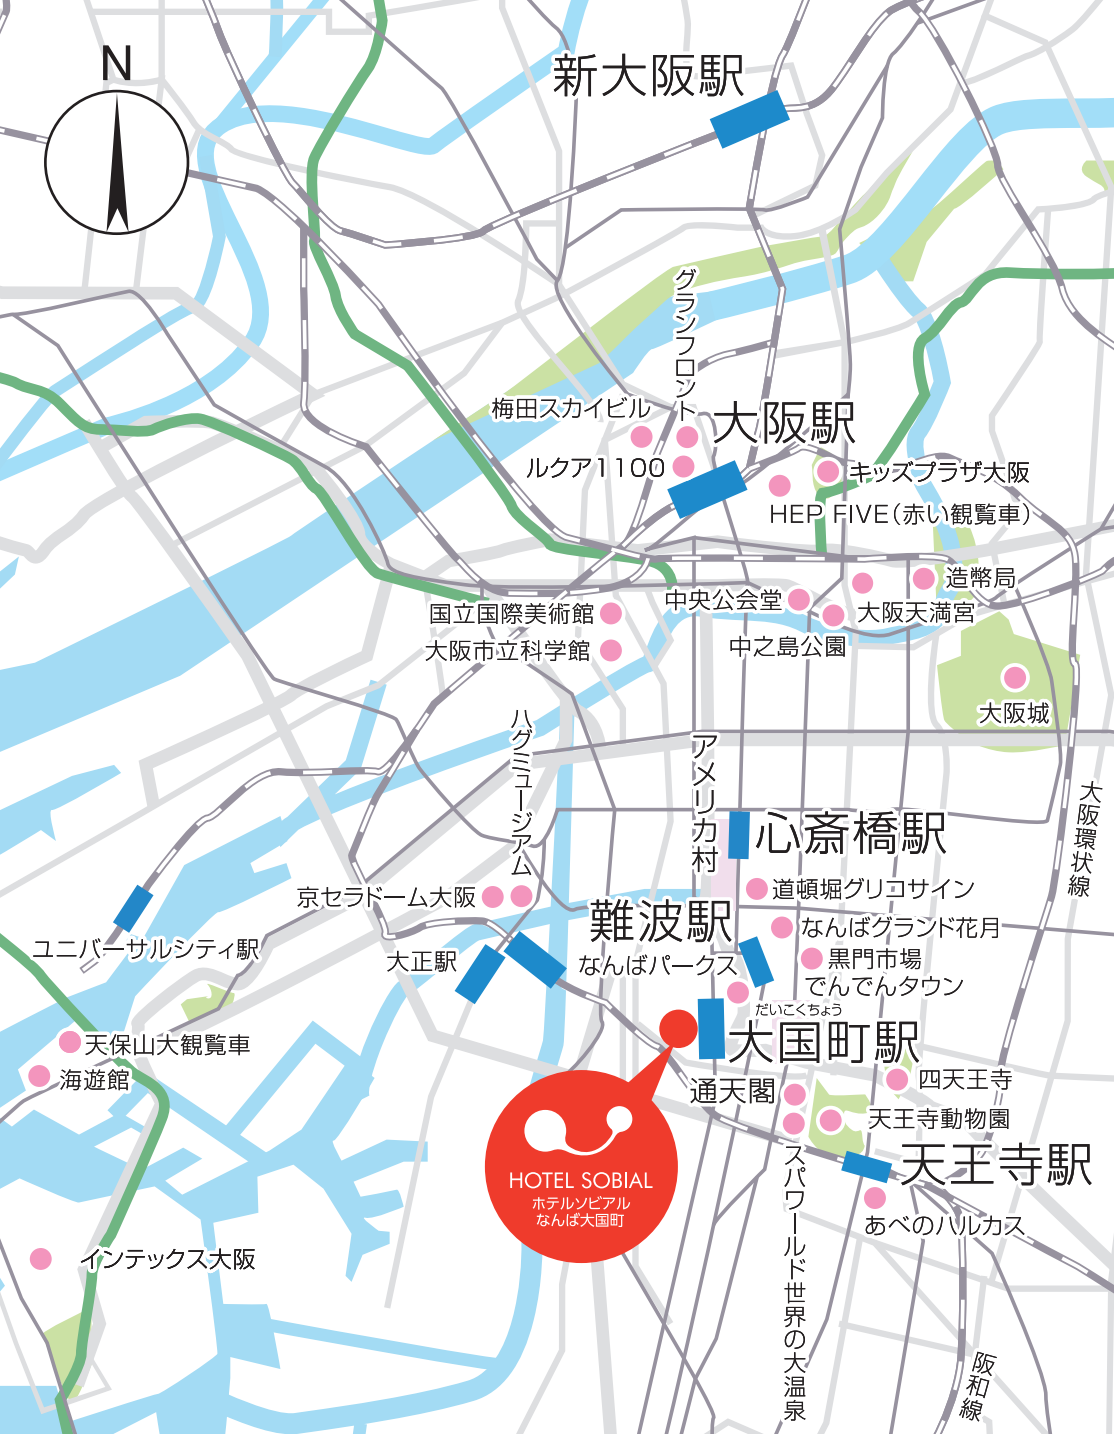 N
新大阪駅
グランフロント
梅田スカイビル
大阪駅
ルクア1100
キッズプラザ大阪
HEP FIVE(赤い観覧車)
造幣局
中央公会堂
大阪天満宮
国立国際美術館
中之島公園
大阪市立科学館
大阪城
ハグミュージアム
アメリカ村
大阪環状線
心斎橋駅
京セラドーム大阪
道頓堀グリコサイン
難波駅
なんばグランド花月
ユニバーサルシティ駅
大正駅
なんばパークス
黒門市場
でんでんタウン
だいこくちょう
大国町駅
天保山大観覧車
海遊館
通天閣
四天王寺
天王寺動物園
天王寺駅
スパワールド世界の大温泉
HOTEL SOBIAL
ホテルソビアル
なんば大国町
あべのハルカス
インテックス大阪
阪和線